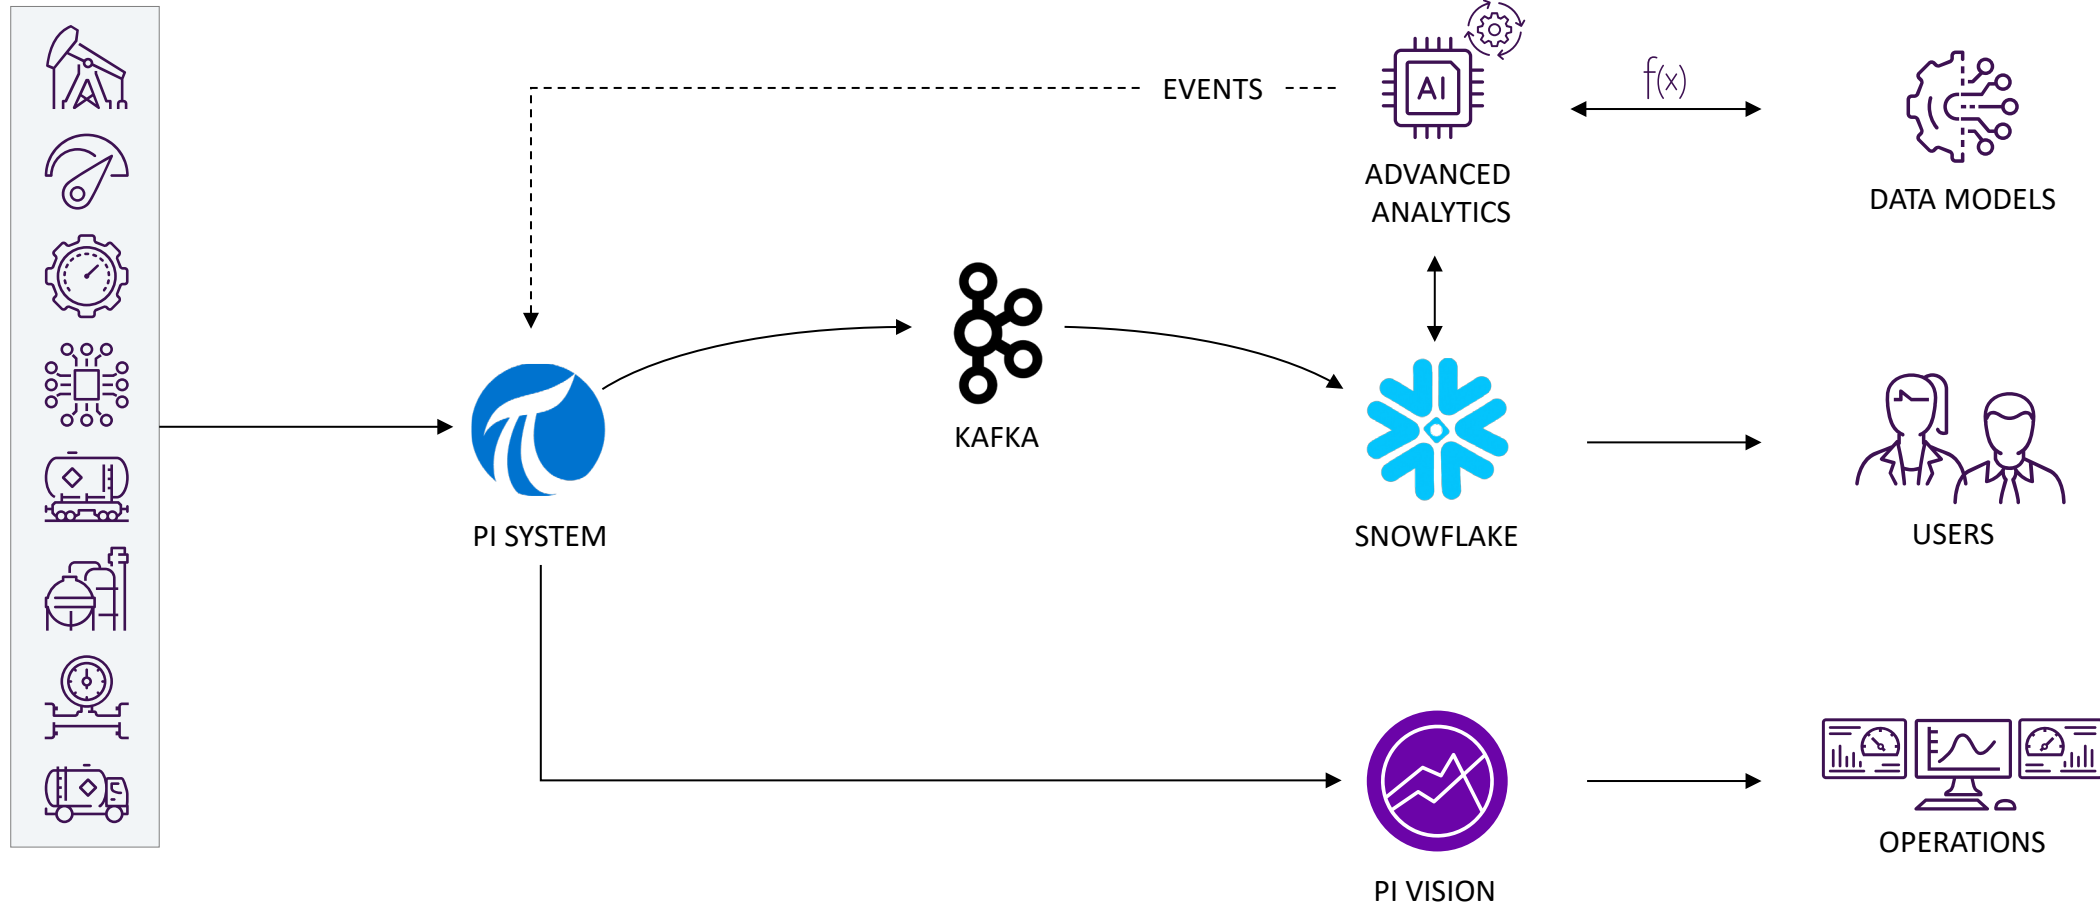 EVENTS
AI
f(x)
ADVANCED
ANALYTICS
DATA MODELS
KAFKA
PI SYSTEM
SNOWFLAKE
USERS
OPERATIONS
PI VISION